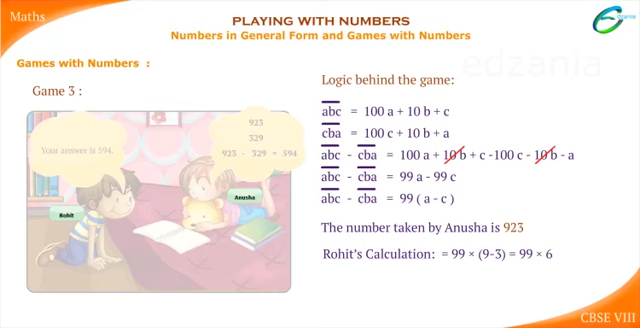 Maths
PLAYING WITH NUMBERS
Numbers in General Form and Games with Numbers
edzania
Games with Numbers :
edzania
Game 3 :
Your answer is 594.
923
329
923 - 329 = 594
Rohit
Anusha
Logic behind the game:
abc = 100 a + 10 b + c
cba = 100 c + 10 b + a
abc - cba = 100 a + 10 b + c -100 c - 10 b - a
abc - cba = 99 a - 99 c
abc - cba = 99 ( a - c )
The number taken by Anusha is 923
Rohit's Calculation: = 99 × (9-3) = 99 × 6
CBSE VIII